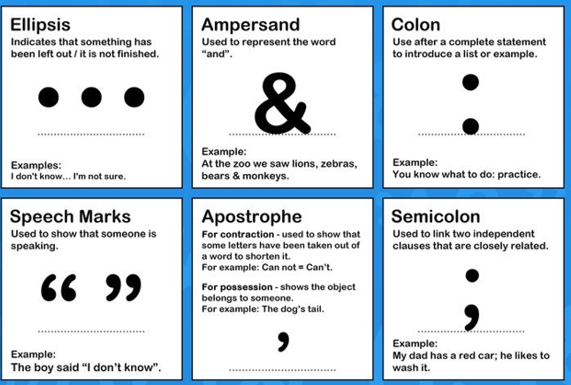 Ellipsis
Indicates that something has
been left out / it is not finished.
● ● ●
Examples:
I don't know... I'm not sure.
Ampersand
Used to represent the word
“and”.
&
Example:
At the zoo we saw lions, zebras,
bears & monkeys.
Colon
Use after a complete statement
to introduce a list or example.
:
Example:
You know what to do: practice.
Speech Marks
Used to show that someone is
speaking.
“ ”
Example:
The boy said “I don’t know”.
Apostrophe
For contraction - used to show that
some letters have been taken out of
a word to shorten it.
For example: Can not = Can’t.
For possession - shows the object
belongs to someone.
For example: The dog’s tail.
’
Semicolon
Used to link two independent
clauses that are closely related.
;
Example:
My dad has a red car; he likes to
wash it.